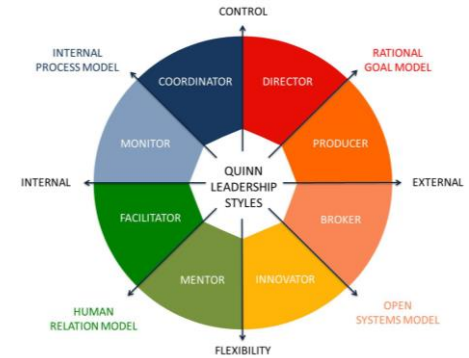 CONTROL
INTERNAL
PROCESS MODEL
RATIONAL
GOAL MODEL
COORDINATOR
DIRECTOR
MONITOR
PRODUCER
INTERNAL
QUINN
LEADERSHIP
STYLES
EXTERNAL
FACILITATOR
BROKER
MENTOR
INNOVATOR
HUMAN
RELATION MODEL
OPEN
SYSTEMS MODEL
FLEXIBILITY